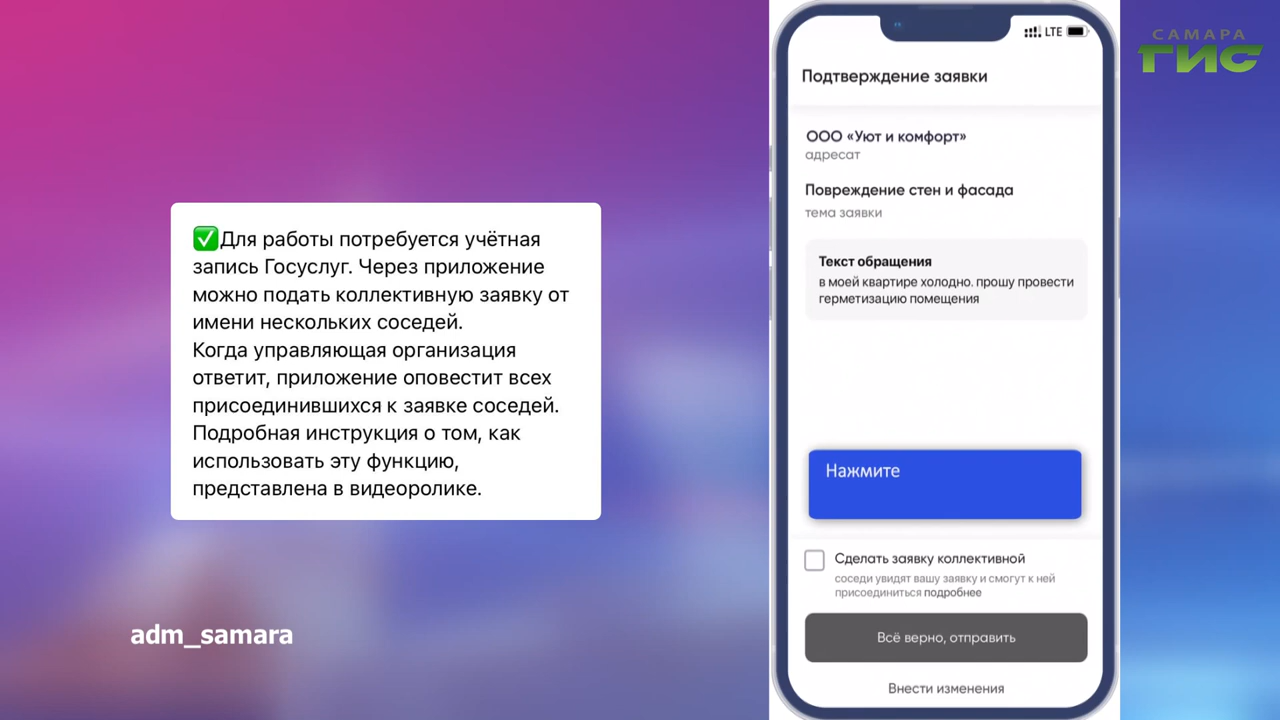 ✅Для работы потребуется учётная
запись Госуслуг. Через приложение
можно подать коллективную заявку от
имени нескольких соседей.
Когда управляющая организация
ответит, приложение оповестит всех
присоединившихся к заявке соседей.
Подробная инструкция о том, как
использовать эту функцию,
представлена в видеоролике.
adm_samara
LTE
Подтверждение заявки
ООО «Уют и комфорт»
адресат
Повреждение стен и фасада
тема заявки
Текст обращения
в моей квартире холодно. прошу провести
герметизацию помещения
Нажмите
Сделать заявку коллективной
соседи увидят вашу заявку и смогут к ней
присоединиться подробнее
Всё верно, отправить
Внести изменения
САМАРА
ГИС